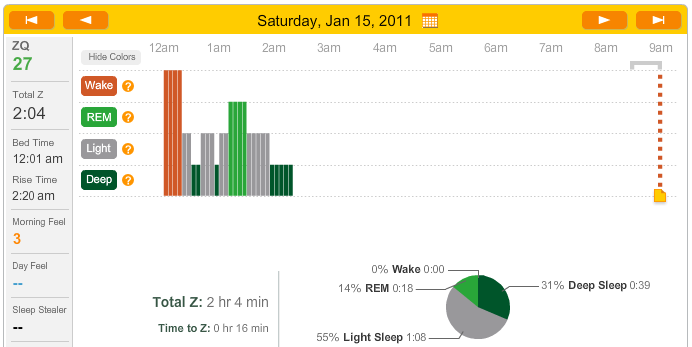 Saturday, Jan 15, 2011
ZQ
27
Total Z
2:04
Bed Time
12:01 am
Rise Time
2:20 am
Morning Feel
3
Day Feel
--
Sleep Stealer
--
12am 1am 2am 3am 4am 5am 6am 7am 8am 9am
Hide Colors
Wake ?
REM ?
Light ?
Deep ?
Total Z: 2 hr 4 min
Time to Z: 0 hr 16 min
0% Wake 0:00
14% REM 0:18
31% Deep Sleep 0:39
55% Light Sleep 1:08